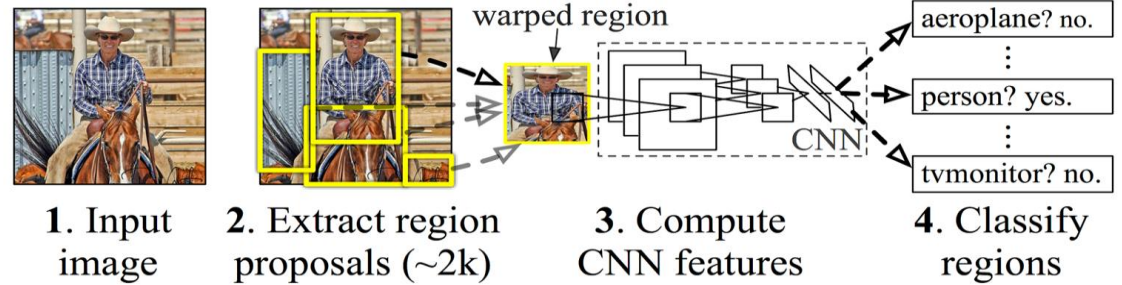 warped region
aeroplane? no.
person? yes.
CNN
tvmonitor? no.
1. Input
image
2. Extract region
proposals (~2k)
3. Compute
CNN features
4. Classify
regions